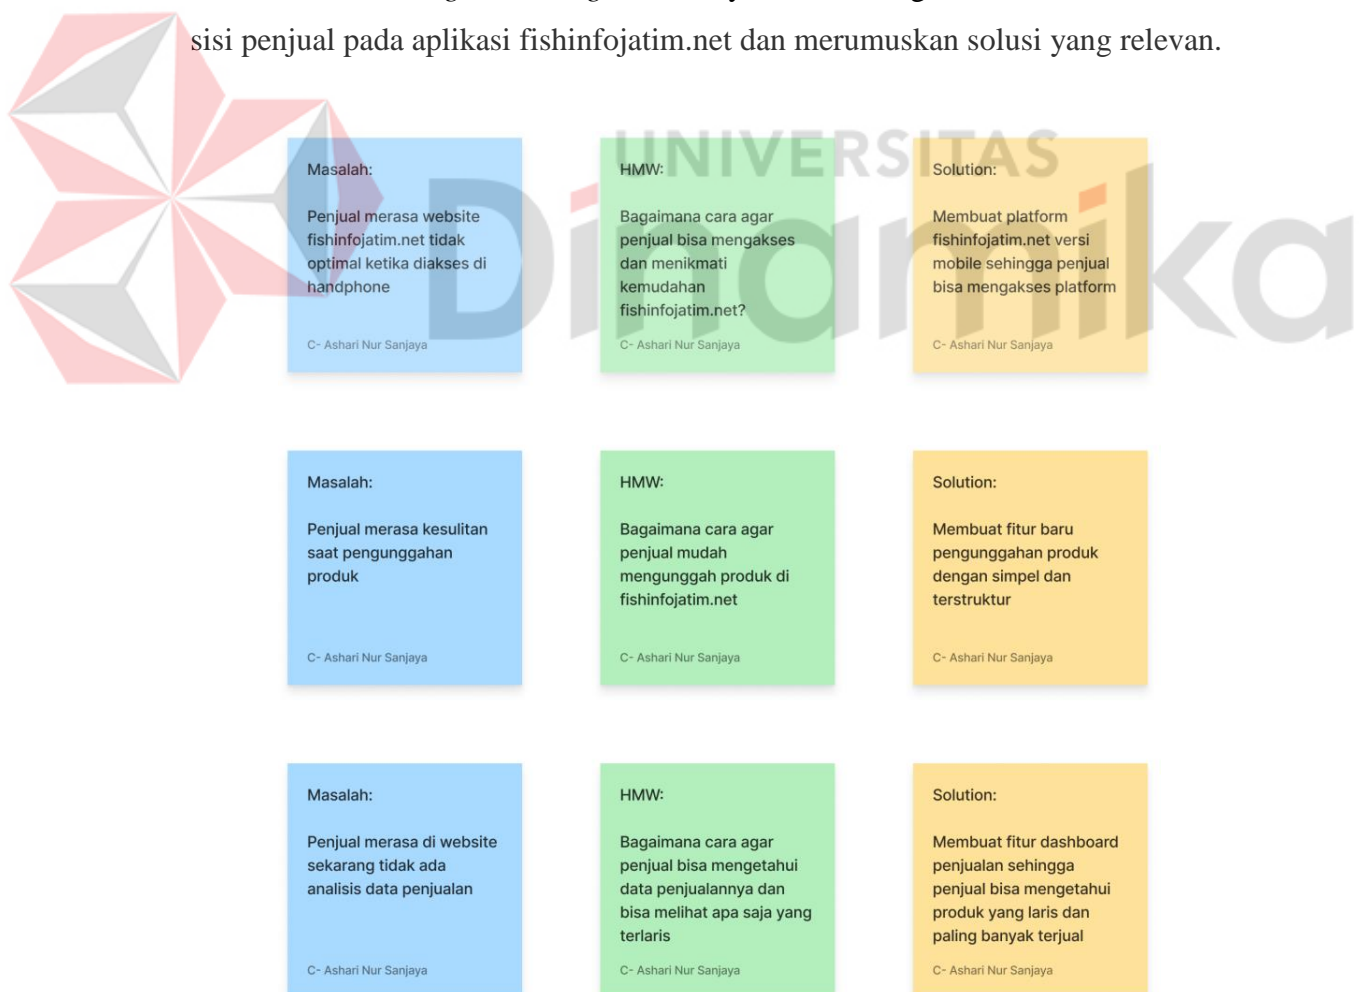 sisi penjual pada aplikasi fishinfojatim.net dan merumuskan solusi yang relevan.
UNIVERSITAS
Dinamika
Masalah:
Penjual merasa website
fishinfojatim.net tidak
optimal ketika diakses di
handphone
C- Ashari Nur Sanjaya
HMW:
Bagaimana cara agar
penjual bisa mengakses
dan menikmati
kemudahan
fishinfojatim.net?
C- Ashari Nur Sanjaya
Solution:
Membuat platform
fishinfojatim.net versi
mobile sehingga penjual
bisa mengakses platform
C- Ashari Nur Sanjaya
Masalah:
Penjual merasa kesulitan
saat pengunggahan
produk
C- Ashari Nur Sanjaya
HMW:
Bagaimana cara agar
penjual mudah
mengunggah produk di
fishinfojatim.net
C- Ashari Nur Sanjaya
Solution:
Membuat fitur baru
pengunggahan produk
dengan simpel dan
terstruktur
C- Ashari Nur Sanjaya
Masalah:
Penjual merasa di website
sekarang tidak ada
analisis data penjualan
C- Ashari Nur Sanjaya
HMW:
Bagaimana cara agar
penjual bisa mengetahui
data penjualannya dan
bisa melihat apa saja yang
terlaris
C- Ashari Nur Sanjaya
Solution:
Membuat fitur dashboard
penjualan sehingga
penjual bisa mengetahui
produk yang laris dan
paling banyak terjual
C- Ashari Nur Sanjaya